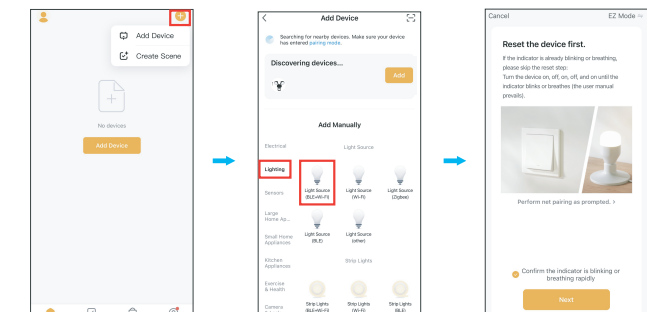 Add Device
Create Scene
No devices
Add Device
Add Device
Searching for nearby devices. Make sure your device
has entered pairing mode.
Discovering devices...
Add
Add Manually
Electrical
Lighting
Sensors
Large
Home Ap...
Small Home
Appliances
Kitchen
Appliances
Exercise
& Health
Camera
Light Source
Light Source
(BLE+Wi-Fi)
Light Source
(Wi-Fi)
Light Source
(Zigbee)
Light Source
(BLE)
Light Source
(other)
Strip Lights
Strip Lights
(BLE+Wi-Fi)
Strip Lights
(Wi-Fi)
Strip Lights
(BLE)
Cancel
EZ Mode
Reset the device first.
If the indicator is already blinking or breathing,
please skip the reset step:
Turn the device on, off, on, off, and on until the
indicator blinks or breathes (the user manual
prevails).
Perform net pairing as prompted. >
Confirm the indicator is blinking or
breathing rapidly
Next